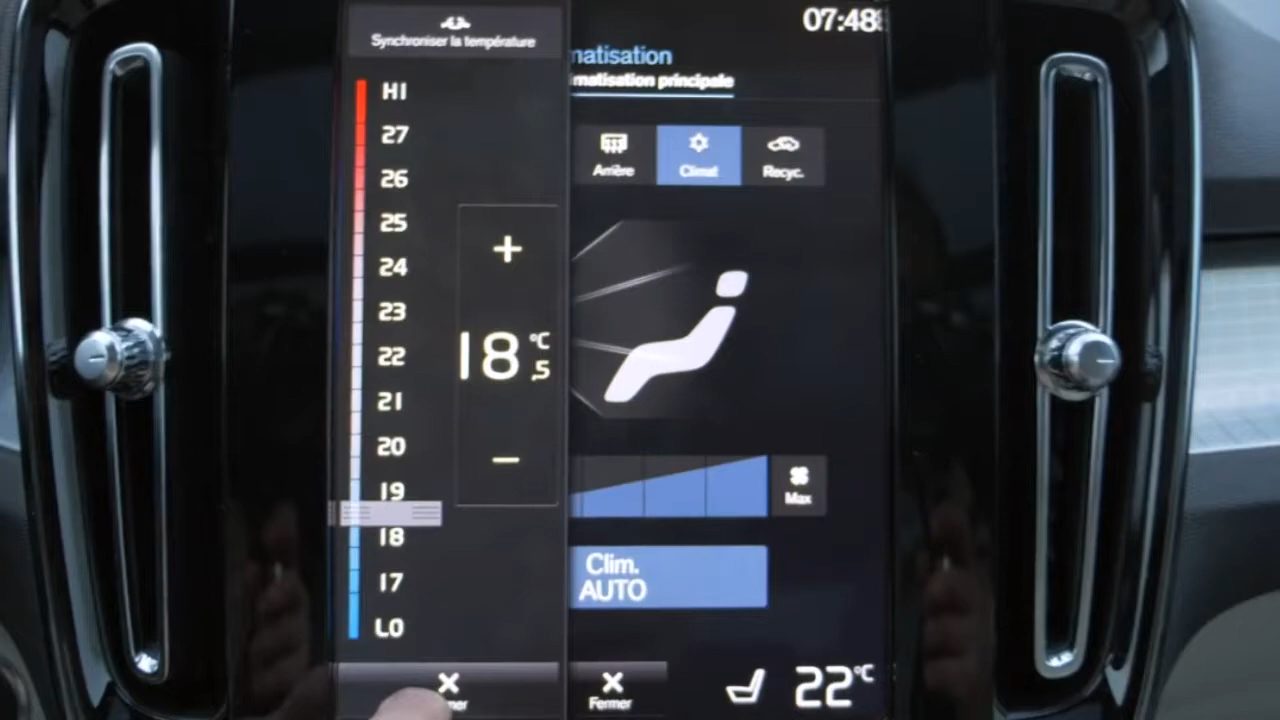 07:48
Synchroniser la température
matisation
matisation principale
HI
27
26
25
24
23
22
21
20
19
18
17
LO
+
18,5 °C
−
Arrière
Climat
Recyc.
Max
Clim.
AUTO
Fermer
22°C